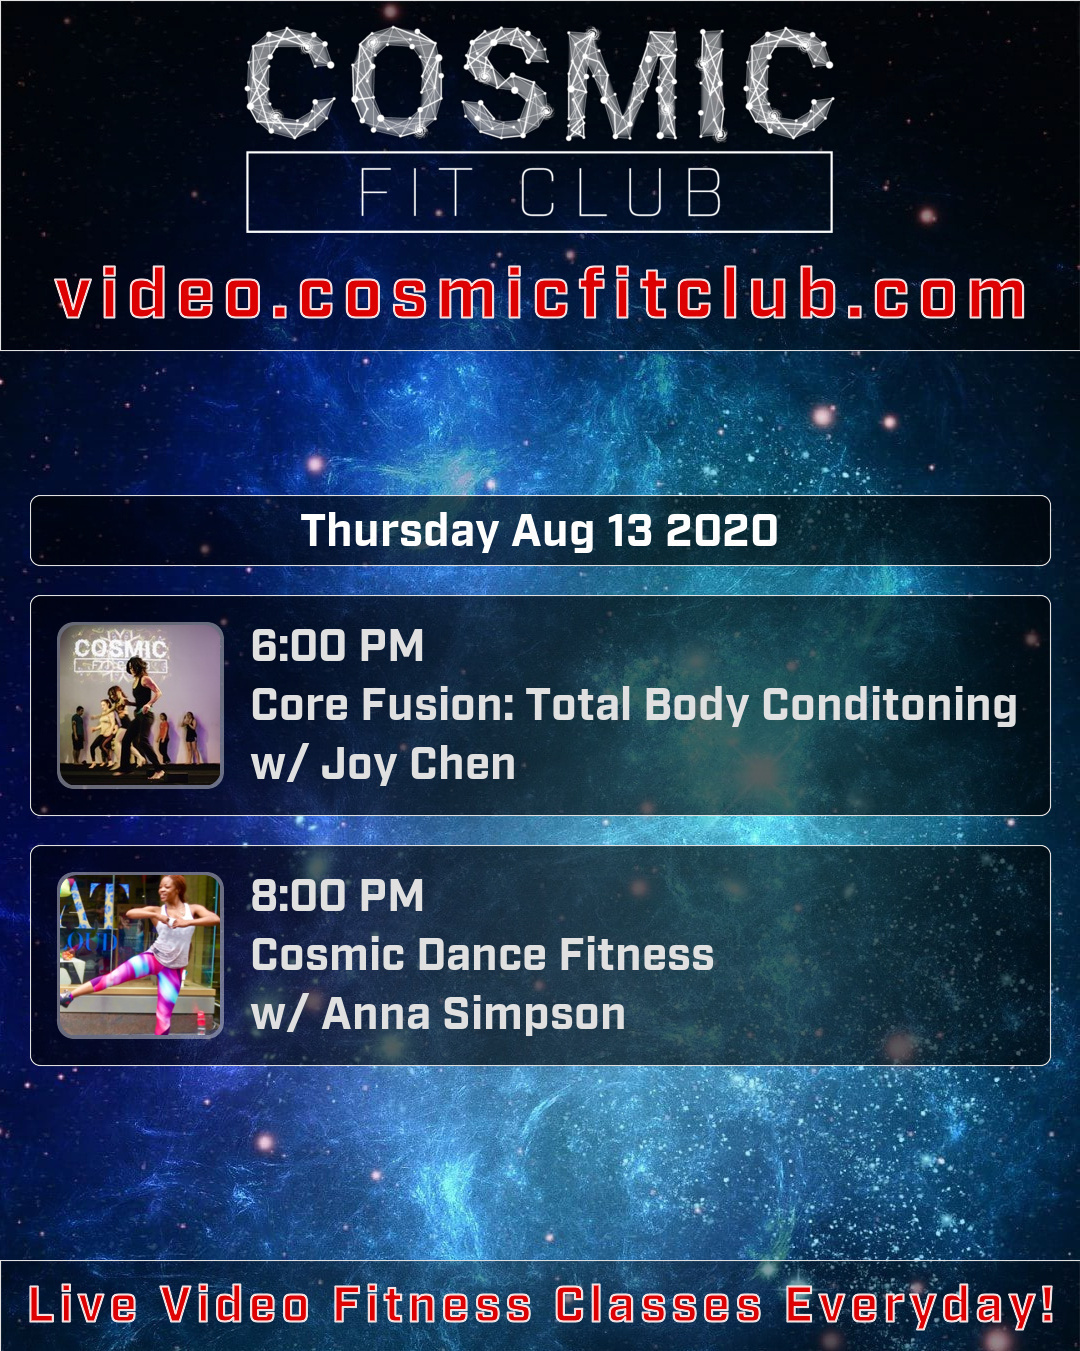 COSMIC
FIT CLUB
video.cosmicfitclub.com
Thursday Aug 13 2020
COSMIC
6:00 PM
Core Fusion: Total Body Conditoning
w/ Joy Chen
8:00 PM
Cosmic Dance Fitness
w/ Anna Simpson
Live Video Fitness Classes Everyday!